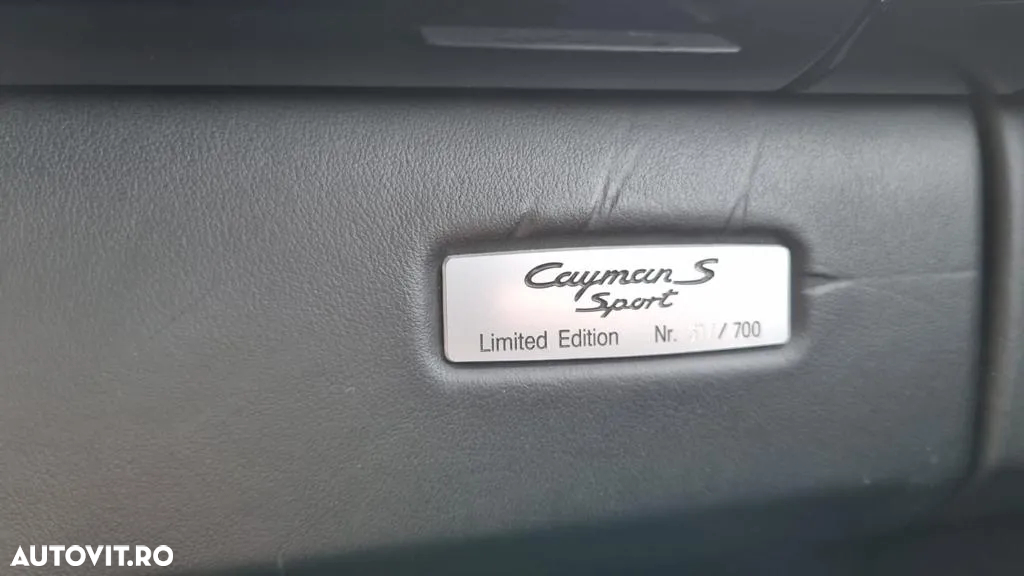 Cayman S
Sport
Limited Edition Nr. / 700
AUTOVIT.RO